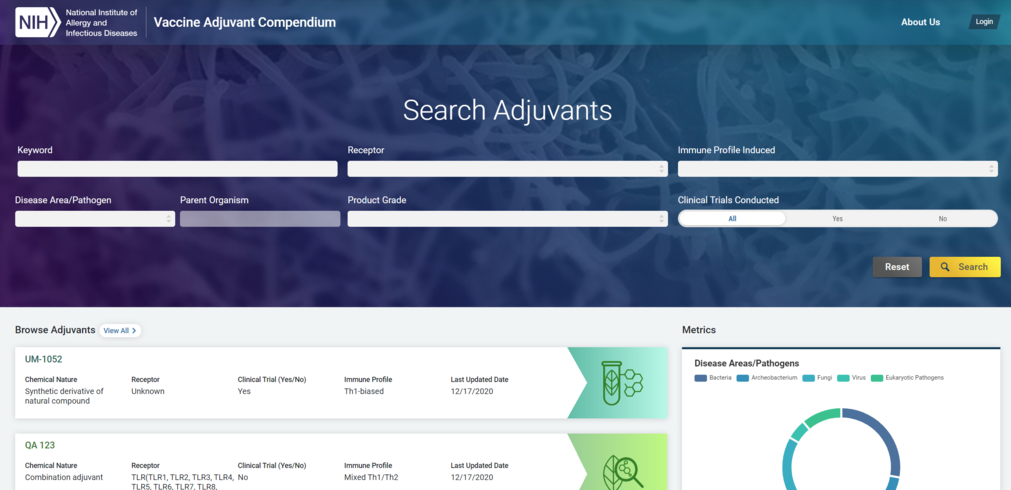 NIH
National Institute of
Allergy and
Infectious Diseases
Vaccine Adjuvant Compendium
About Us
Login
Search Adjuvants
Keyword
Receptor
Immune Profile Induced
Disease Area/Pathogen
Parent Organism
Product Grade
Clinical Trials Conducted
All
Yes
No
Reset
Search
Browse Adjuvants
View All
Metrics
UM-1052
Chemical Nature
Receptor
Clinical Trial (Yes/No)
Immune Profile
Last Updated Date
Synthetic derivative of
natural compound
Unknown
Yes
Th1-biased
12/17/2020
QA 123
Chemical Nature
Receptor
Clinical Trial (Yes/No)
Immune Profile
Last Updated Date
Combination adjuvant
TLR(TLR1, TLR2, TLR3, TLR4,
TLR5, TLR6, TLR7, TLR8,
No
Mixed Th1/Th2
12/17/2020
Disease Areas/Pathogens
Bacteria
Archeobacterium
Fungi
Virus
Eukaryotic Pathogens